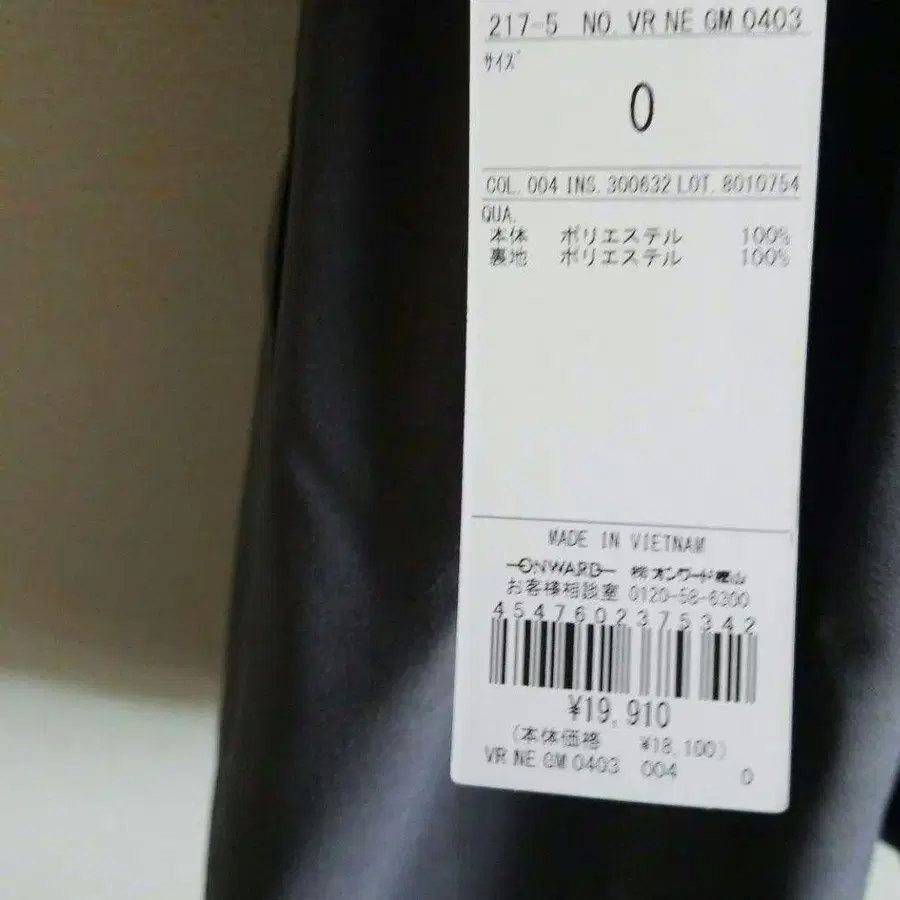 217-5 NO. VR NE GM 0403
ｻｲｽﾞ
0
COL. 004 INS. 300632 LOT. 8010754
QUA.
本体 ポリエステル 100%
裏地 ポリエステル 100%
MADE IN VIETNAM
ONWARD 株式会社オンワード樫山
お客様相談室 0120-58-6300
4547602375342
¥19,910
(本体価格 ¥18,100)
VR NE GM 0403 004 0